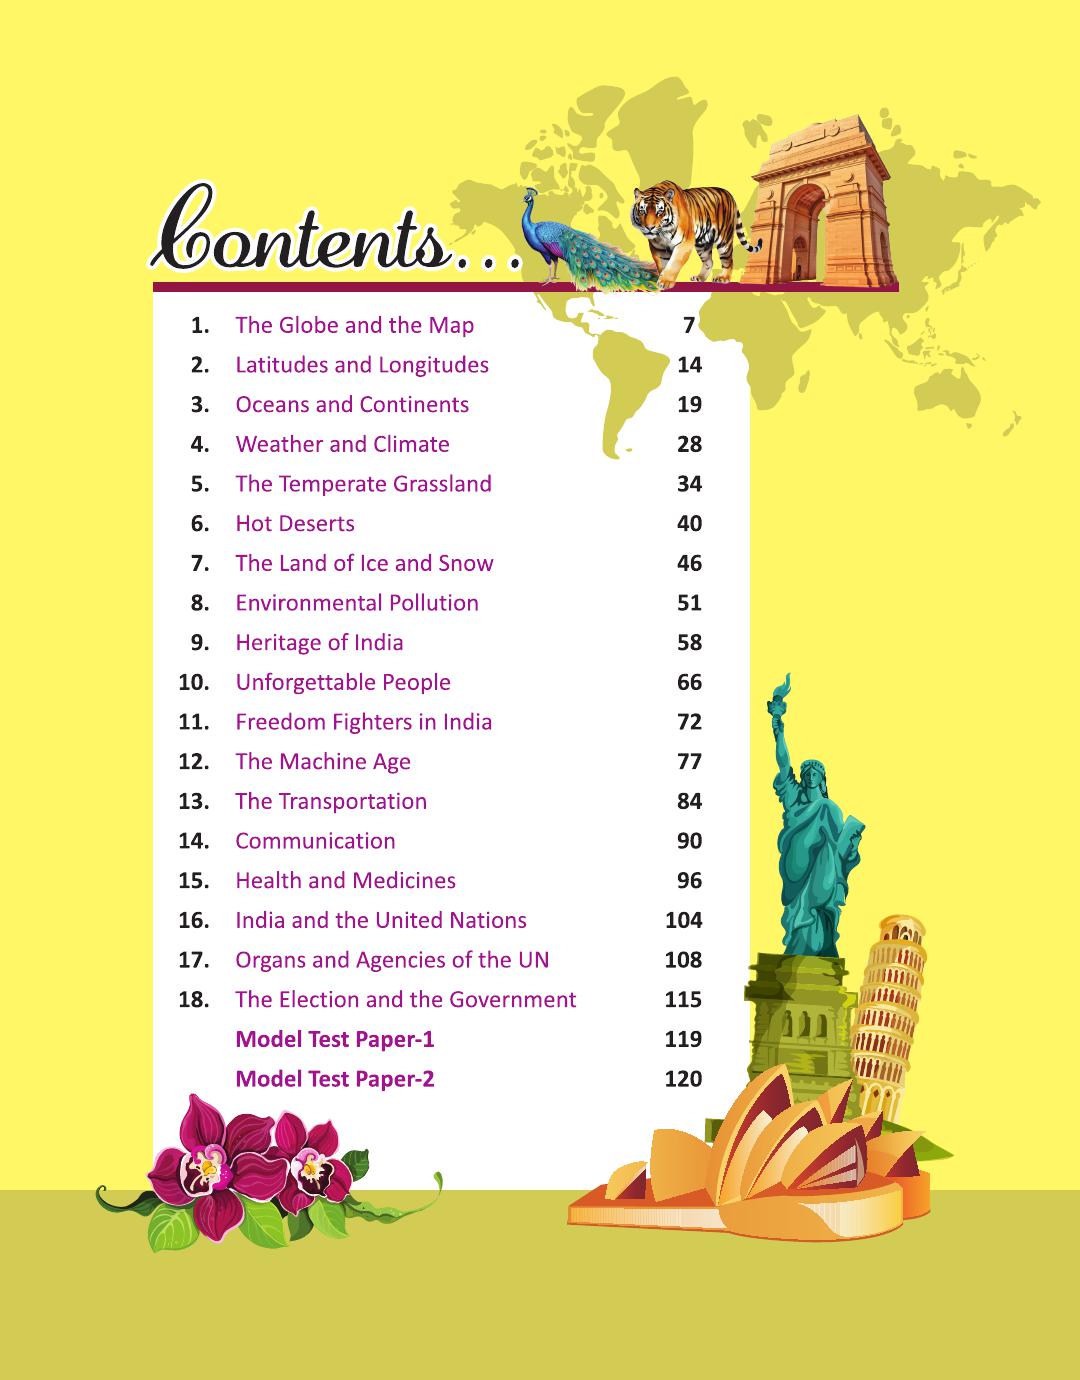 Contents...
1. The Globe and the Map 7
2. Latitudes and Longitudes 14
3. Oceans and Continents 19
4. Weather and Climate 28
5. The Temperate Grassland 34
6. Hot Deserts 40
7. The Land of Ice and Snow 46
8. Environmental Pollution 51
9. Heritage of India 58
10. Unforgettable People 66
11. Freedom Fighters in India 72
12. The Machine Age 77
13. The Transportation 84
14. Communication 90
15. Health and Medicines 96
16. India and the United Nations 104
17. Organs and Agencies of the UN 108
18. The Election and the Government 115
Model Test Paper-1 119
Model Test Paper-2 120